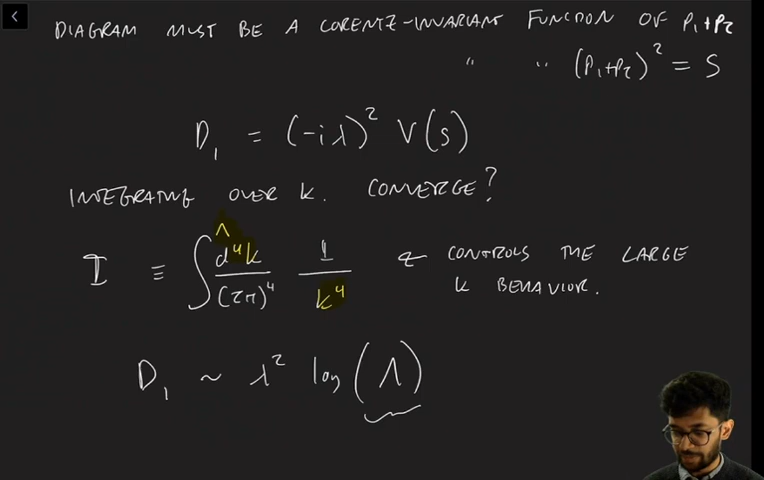 DIAGRAM MUST BE A LORENTZ-INVARIANT FUNCTION OF P₁+P₂
" " (P₁+P₂)² = S
D₁ = (-iλ)² V(s)
INTEGRATING OVER K. CONVERGE?
I ≡ ∫^Λ d⁴k/(2π)⁴ 1/k⁴ ← CONTROLS THE LARGE
K BEHAVIOR.
D₁ ~ λ² log(Λ)